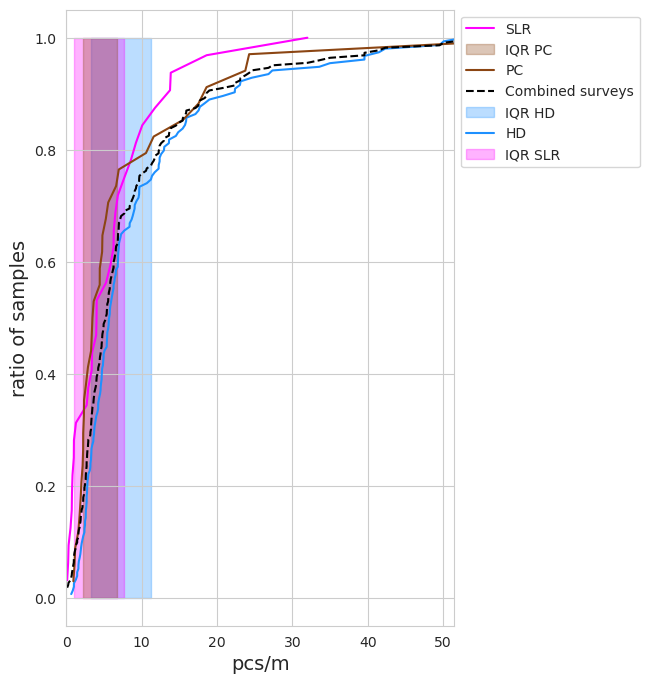 SLR
IQR PC
PC
Combined surveys
IQR HD
HD
IQR SLR
1.0
0.8
0.6
0.4
0.2
0.0
ratio of samples
0 10 20 30 40 50
pcs/m